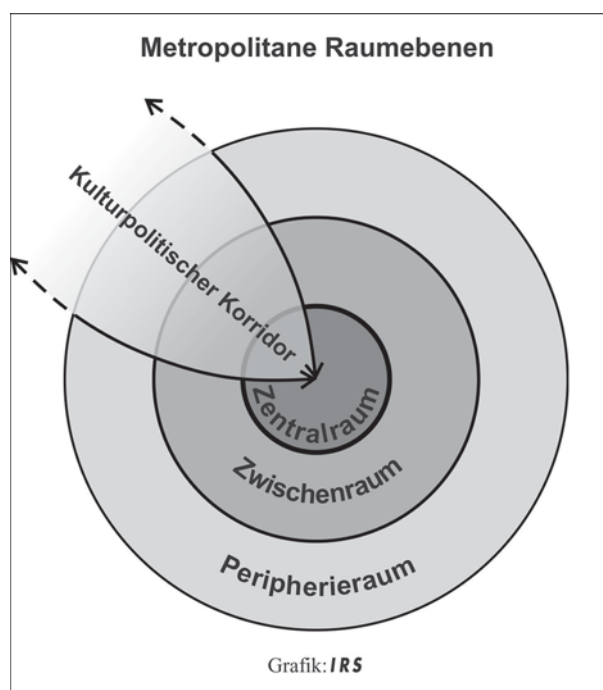 Metropolitane Raumebenen
Kulturpolitischer Korridor
Zentralraum
Zwischenraum
Peripherieraum
Grafik: IRS